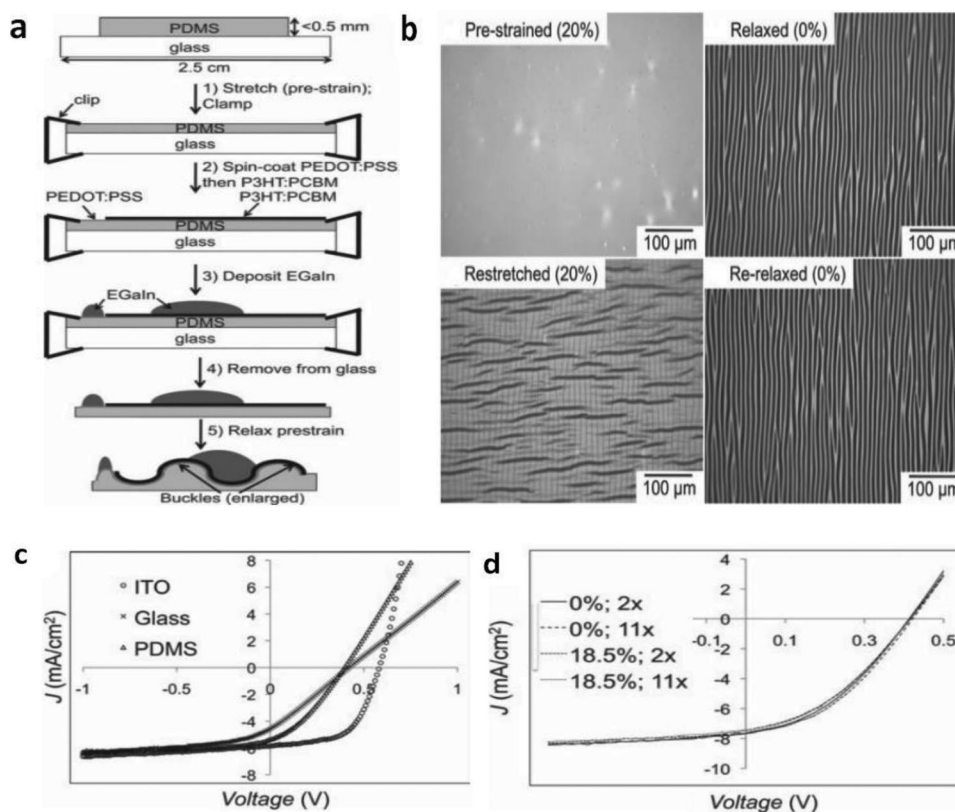 a
PDMS
<0.5 mm
glass
2.5 cm
1) Stretch (pre-strain);
Clamp
clip
PDMS
glass
2) Spin-coat PEDOT:PSS
then P3HT:PCBM
PEDOT:PSS
P3HT:PCBM
PDMS
glass
3) Deposit EGaIn
EGaIn
PDMS
glass
4) Remove from glass
5) Relax prestrain
Buckles (enlarged)
b
Pre-strained (20%)
100 µm
Relaxed (0%)
100 µm
Restretched (20%)
100 µm
Re-relaxed (0%)
100 µm
c
J (mA/cm²)
8
6
4
2
0
-2
-4
-6
-8
-1
-0.5
0
0.5
1
ITO
Glass
PDMS
Voltage (V)
d
J (mA/cm²)
4
2
0
-2
-4
-6
-8
-10
-0.1
0.1
0.3
0.5
0%; 2x
0%; 11x
18.5%; 2x
18.5%; 11x
Voltage (V)